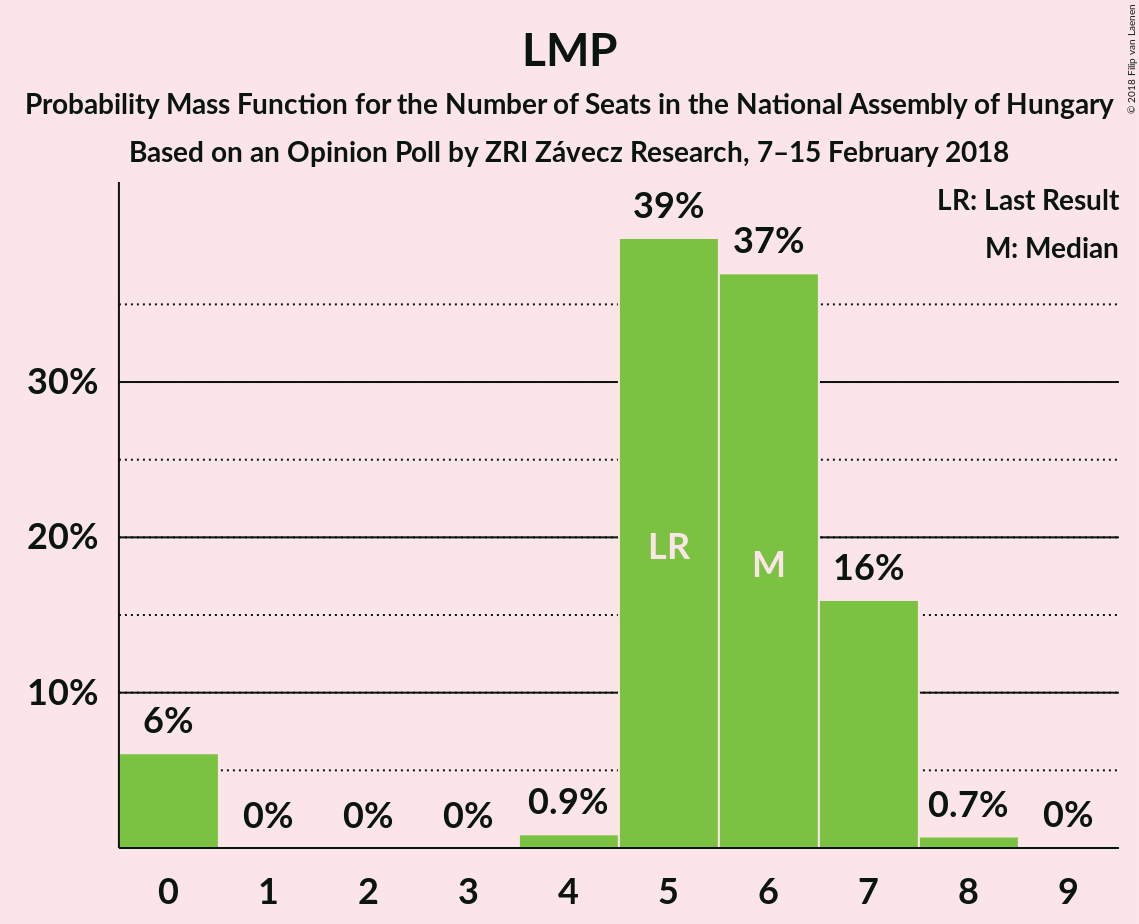 LMP
Probability Mass Function for the Number of Seats in the National Assembly of Hungary
Based on an Opinion Poll by ZRI Závecz Research, 7–15 February 2018
© 2018 Filip van Laenen
LR: Last Result
M: Median
39%
37%
30%
20%
LR
M
16%
10%
6%
0%
0%
0%
0.9%
0.7%
0%
0 1 2 3 4 5 6 7 8 9